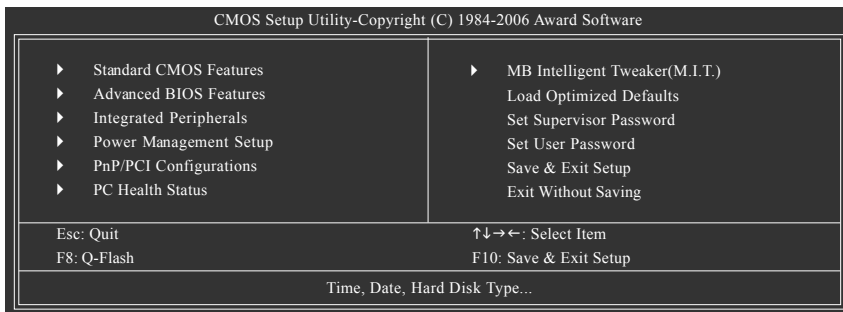 CMOS Setup Utility-Copyright (C) 1984-2006 Award Software
Standard CMOS Features
Advanced BIOS Features
Integrated Peripherals
Power Management Setup
PnP/PCI Configurations
PC Health Status
MB Intelligent Tweaker(M.I.T.)
Load Optimized Defaults
Set Supervisor Password
Set User Password
Save & Exit Setup
Exit Without Saving
Esc: Quit
F8: Q-Flash
↑↓→←: Select Item
F10: Save & Exit Setup
Time, Date, Hard Disk Type...